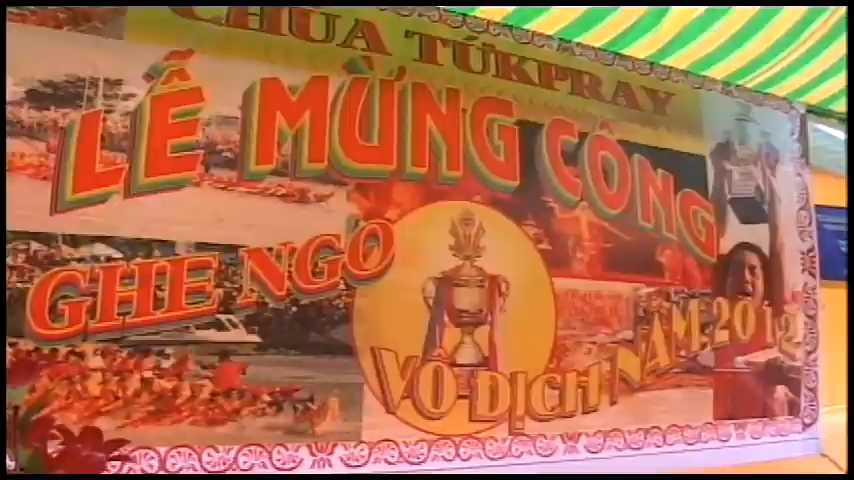 CHÙA TÚKPRAY
LỄ MỪNG CÔNG
GHE NGO
VÔ ĐỊCH NĂM 2012